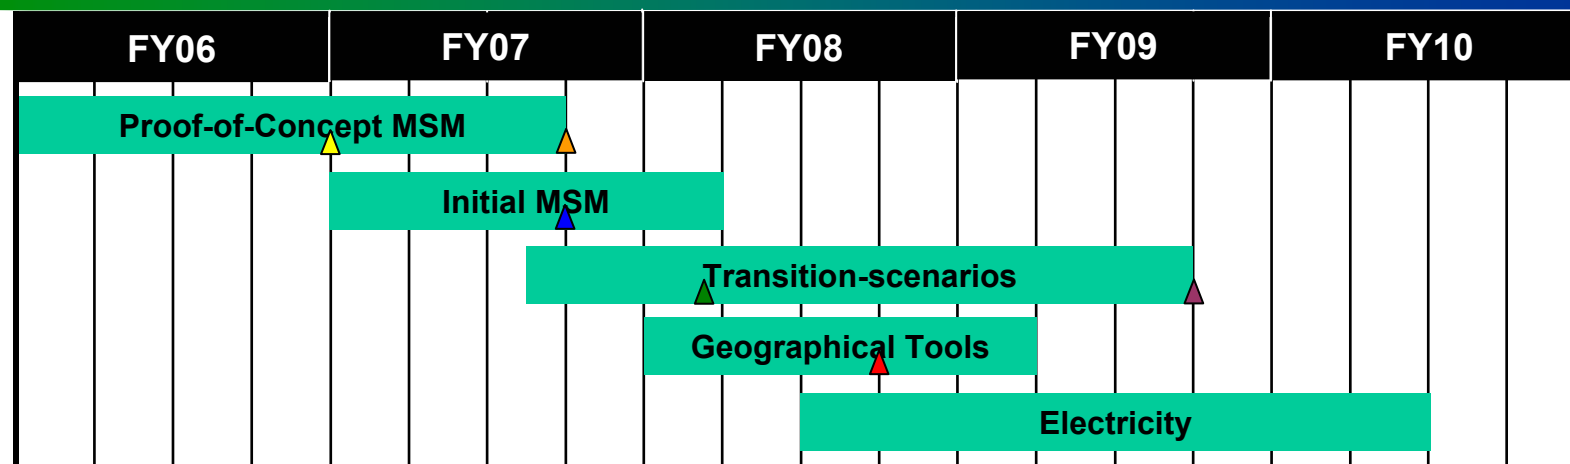 FY06 FY07 FY08 FY09 FY10
Proof-of-Concept MSM
Initial MSM
Transition-scenarios
Geographical Tools
Electricity